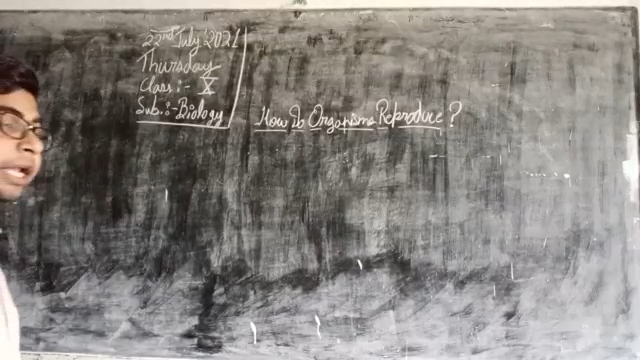 22nd July '2021
Thursday
Class :- X
Sub. :- Biology
How Do Organisms Reproduce ?